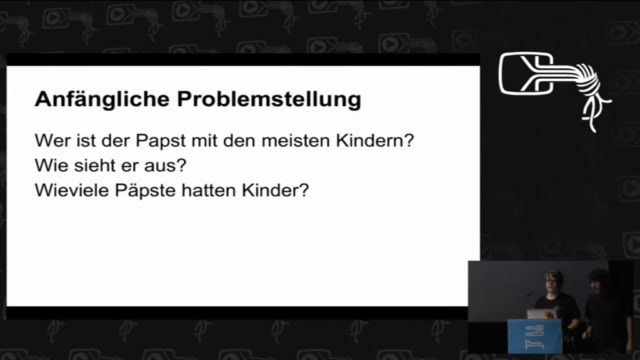 Anfängliche Problemstellung
Wer ist der Papst mit den meisten Kindern?
Wie sieht er aus?
Wieviele Päpste hatten Kinder?